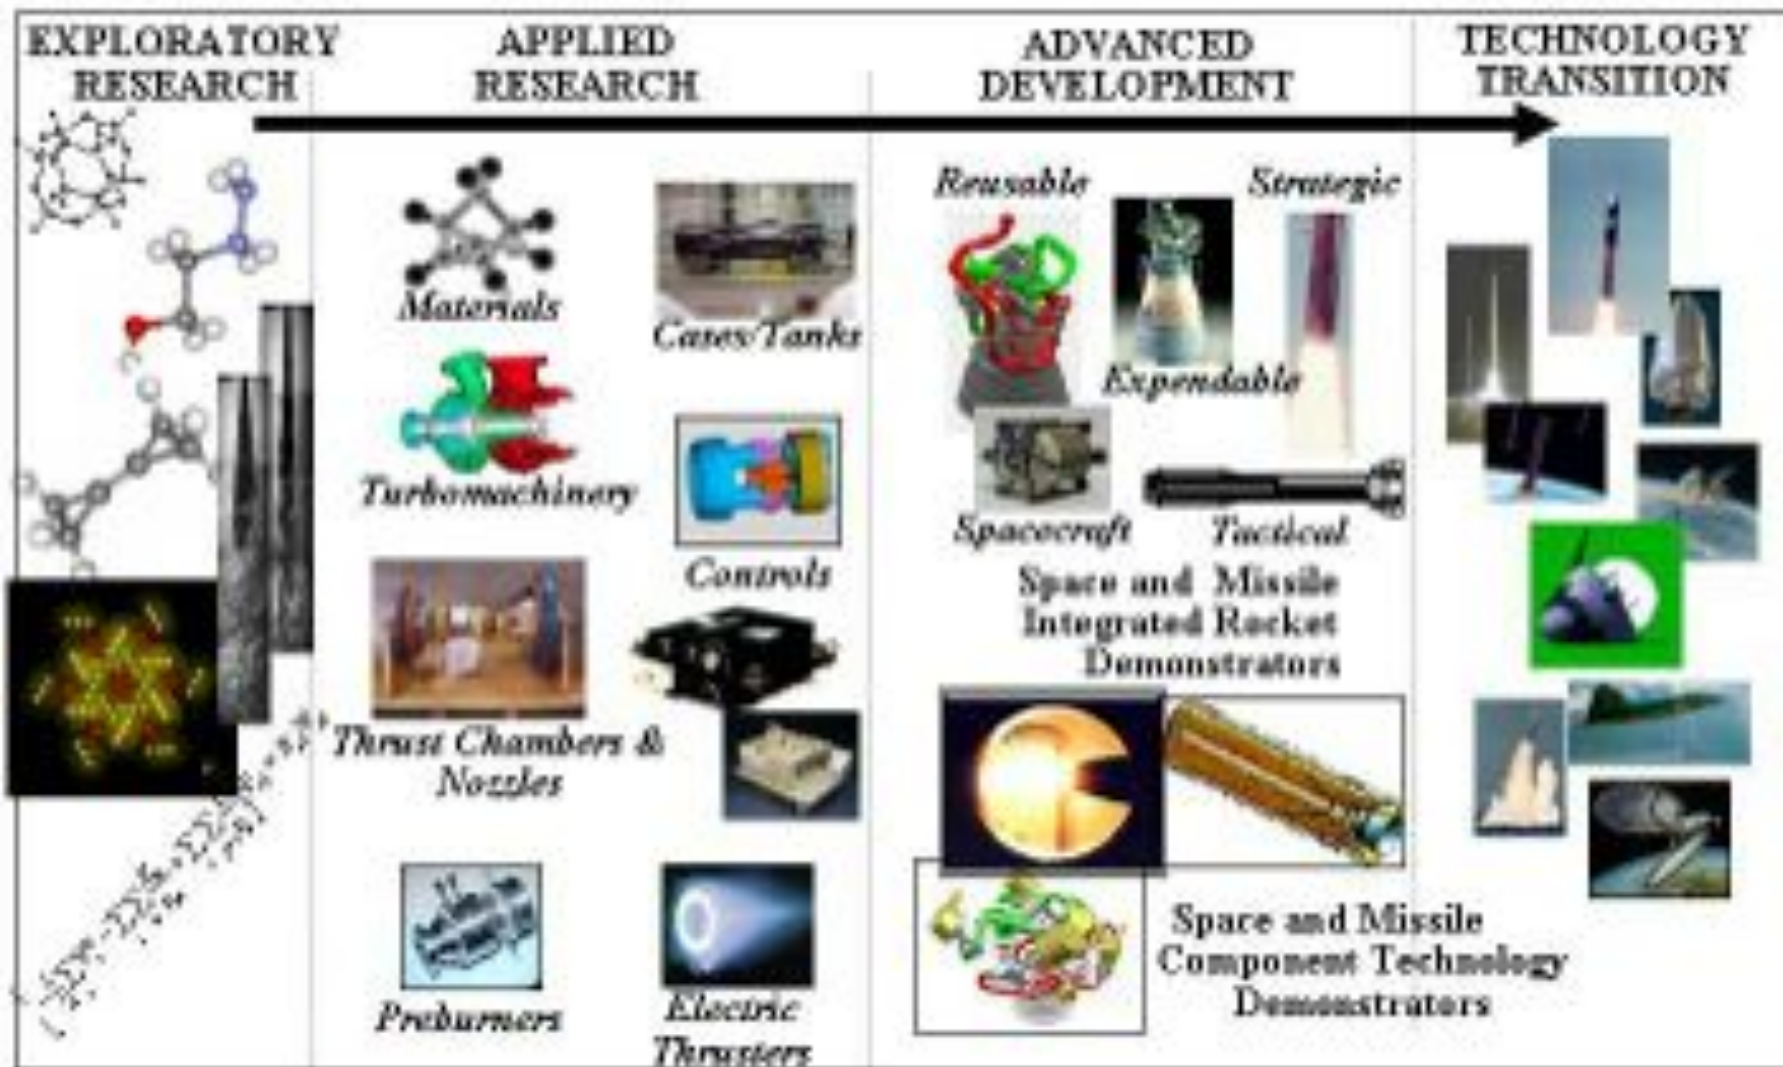 EXPLORATORY
RESEARCH
APPLIED
RESEARCH
ADVANCED
DEVELOPMENT
TECHNOLOGY
TRANSITION
Materials
Cases/Tanks
Turbomachinery
Controls
Thrust Chambers &
Nozzles
Preburners
Electric
Thrusters
Reusable
Strategic
Expendable
Spacocraft
Tactical
Space and Missile
Integrated Rocket
Demonstrators
Space and Missile
Component Technology
Demonstrators